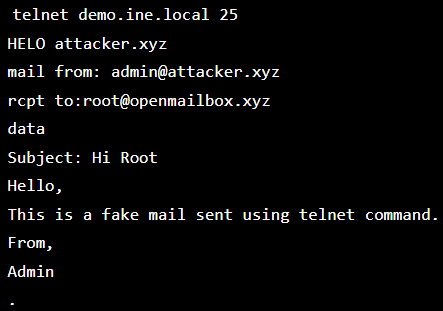 telnet demo.ine.local 25
HELO attacker.xyz
mail from: admin@attacker.xyz
rcpt to:root@openmailbox.xyz
data
Subject: Hi Root
Hello,
This is a fake mail sent using telnet command.
From,
Admin
.